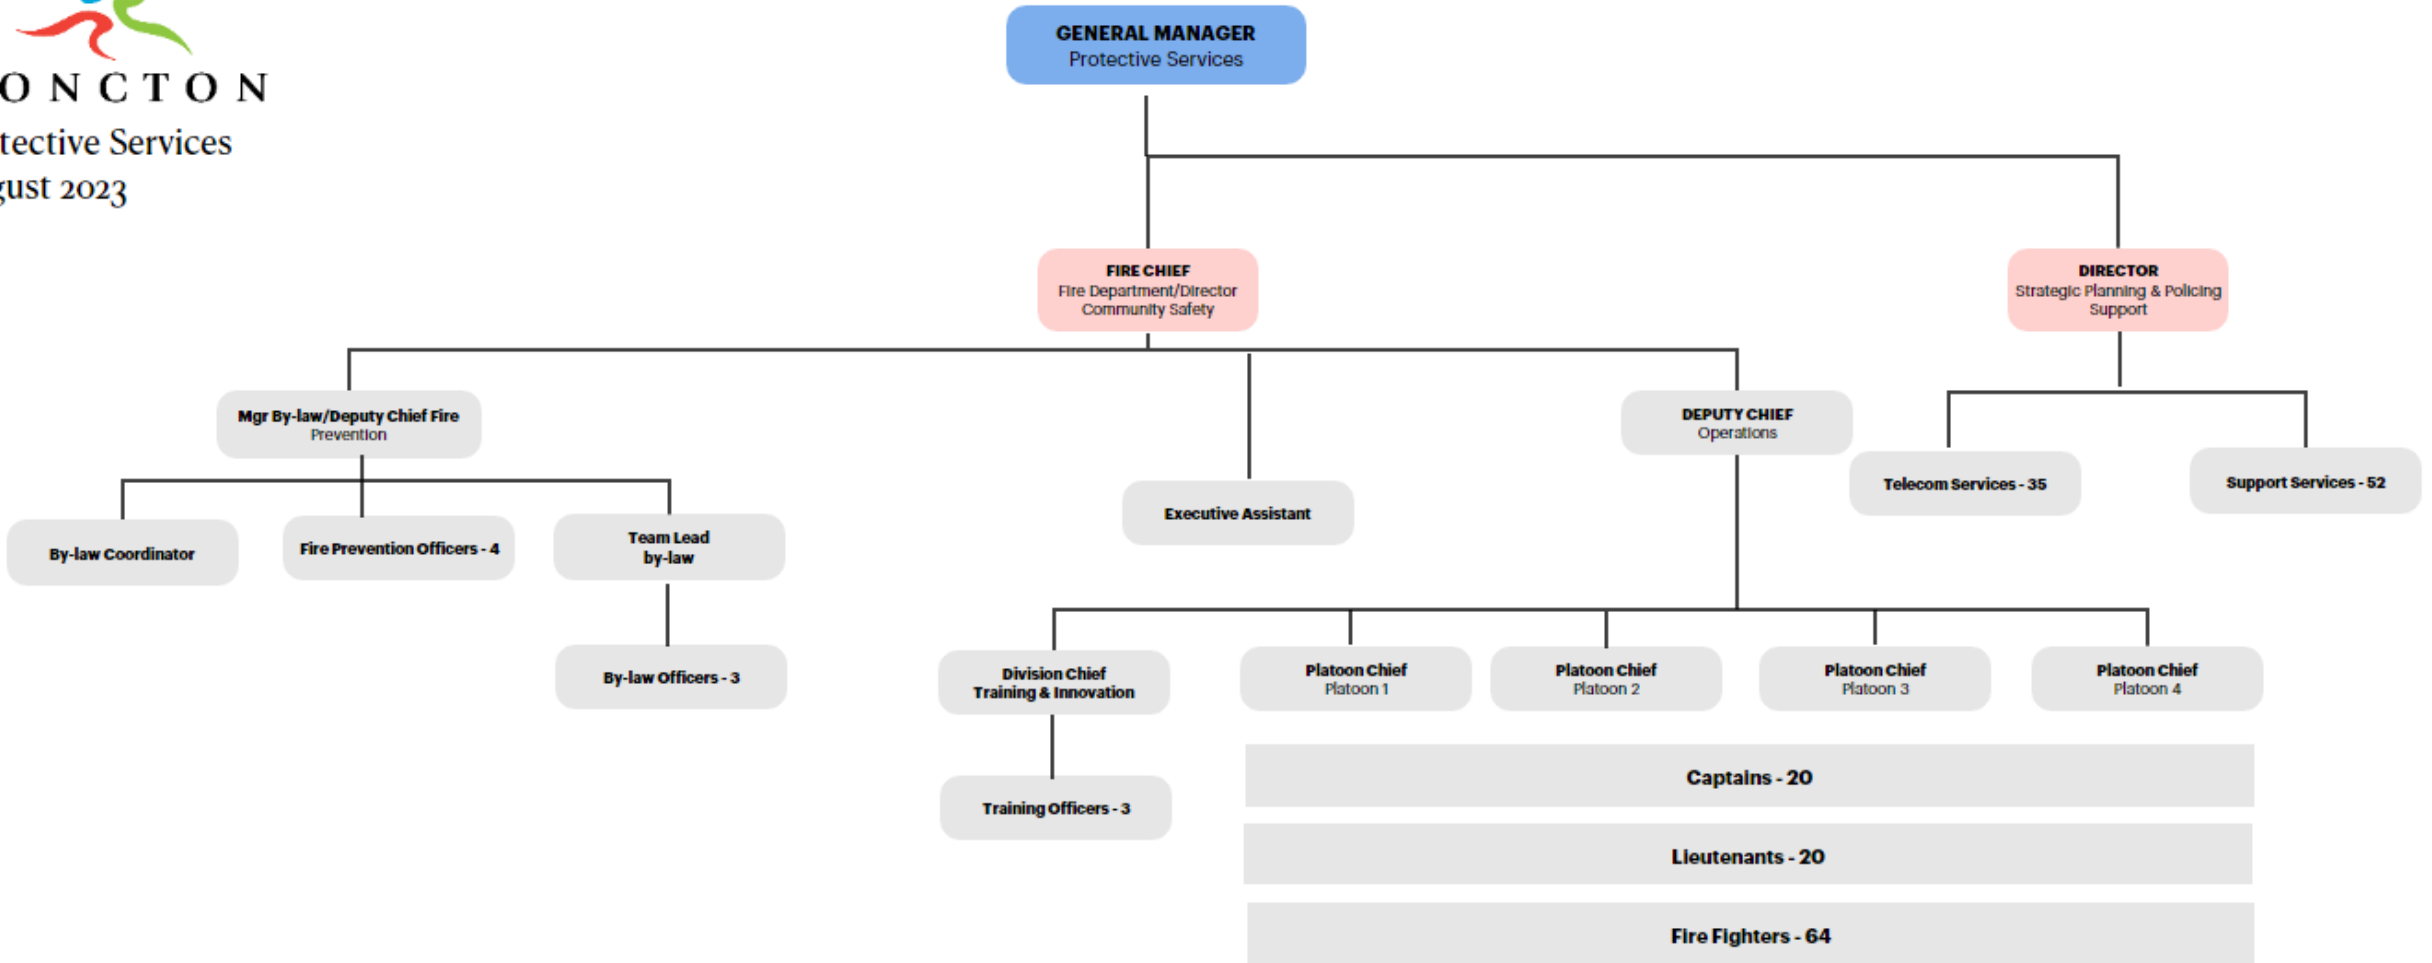 ONCTON
tective Services
gust 2023
GENERAL MANAGER
Protective Services
FIRE CHIEF
Fire Department/Director
Community Safety
DIRECTOR
Strategic Planning & Policing
Support
Mgr By-law/Deputy Chief Fire
Prevention
DEPUTY CHIEF
Operations
Telecom Services - 35
Support Services - 52
Executive Assistant
By-law Coordinator
Fire Prevention Officers - 4
Team Lead
by-law
By-law Officers - 3
Division Chief
Training & Innovation
Platoon Chief
Platoon 1
Platoon Chief
Platoon 2
Platoon Chief
Platoon 3
Platoon Chief
Platoon 4
Training Officers - 3
Captains - 20
Lieutenants - 20
Fire Fighters - 64